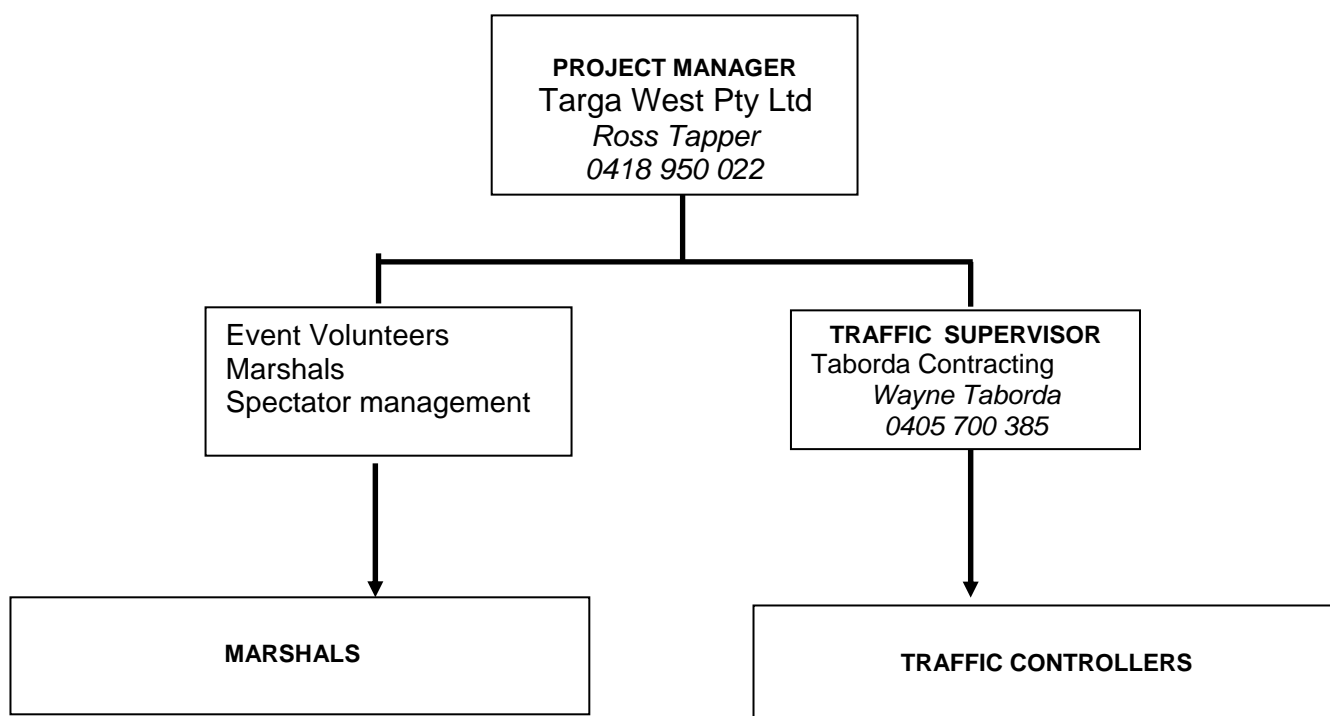 PROJECT MANAGER
Targa West Pty Ltd
Ross Tapper
0418 950 022
Event Volunteers
Marshals
Spectator management
TRAFFIC SUPERVISOR
Taborda Contracting
Wayne Taborda
0405 700 385
MARSHALS
TRAFFIC CONTROLLERS